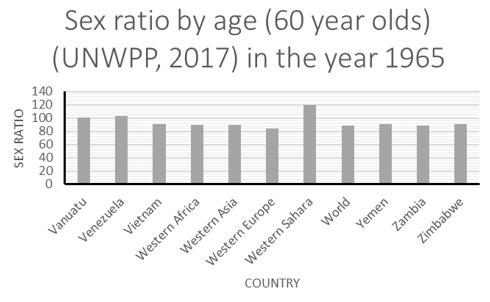 Sex ratio by age (60 year olds)
(UNWPP, 2017) in the year 1965
SEX RATIO
140
120
100
80
60
40
20
0
Vanuatu
Venezuela
Vietnam
Western Africa
Western Asia
Western Europe
Western Sahara
World
Yemen
Zambia
Zimbabwe
COUNTRY